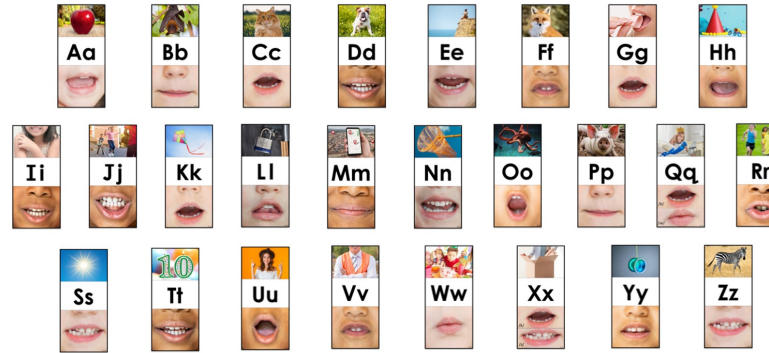 Aa Bb Cc Dd Ee Ff Gg Hh
Ii Jj Kk Ll Mm Nn Oo Pp Qq Rr
10
Ss Tt Uu Vv Ww Xx Yy Zz